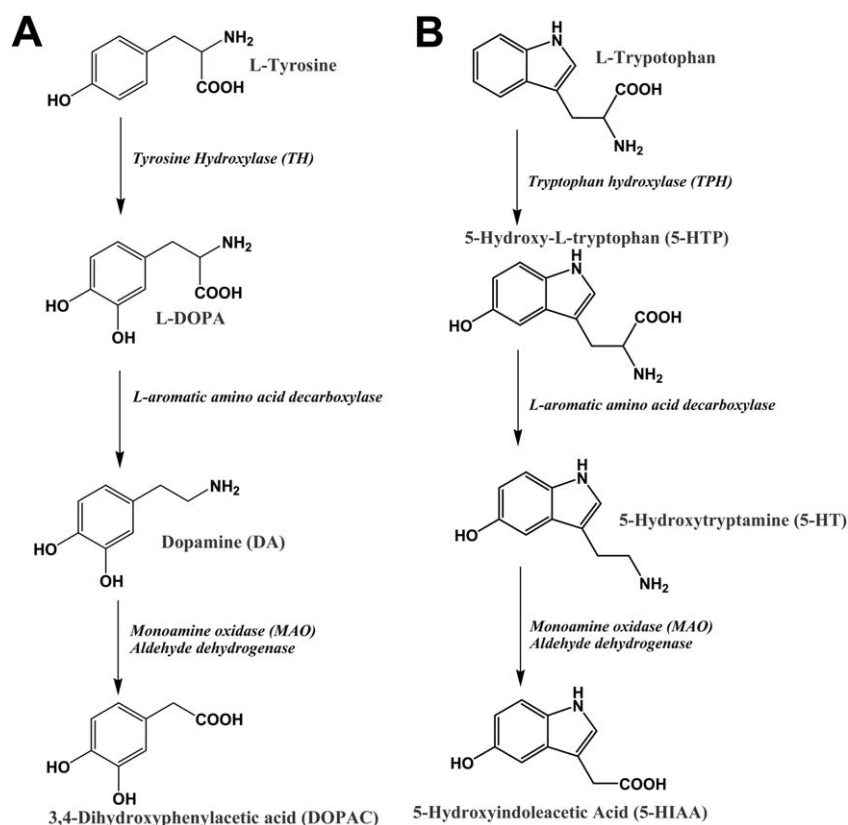 A
NH₂
L-Tyrosine
COOH
HO
Tyrosine Hydroxylase (TH)
NH₂
COOH
HO
L-DOPA
OH
L-aromatic amino acid decarboxylase
NH₂
Dopamine (DA)
HO
OH
Monoamine oxidase (MAO)
Aldehyde dehydrogenase
COOH
HO
OH
3,4-Dihydroxyphenylacetic acid (DOPAC)
B
H
N
L-Trypotophan
COOH
NH₂
Tryptophan hydroxylase (TPH)
5-Hydroxy-L-tryptophan (5-HTP)
H
N
HO
COOH
NH₂
L-aromatic amino acid decarboxylase
H
N
5-Hydroxytryptamine (5-HT)
HO
NH₂
Monoamine oxidase (MAO)
Aldehyde dehydrogenase
H
N
HO
COOH
5-Hydroxyindoleacetic Acid (5-HIAA)